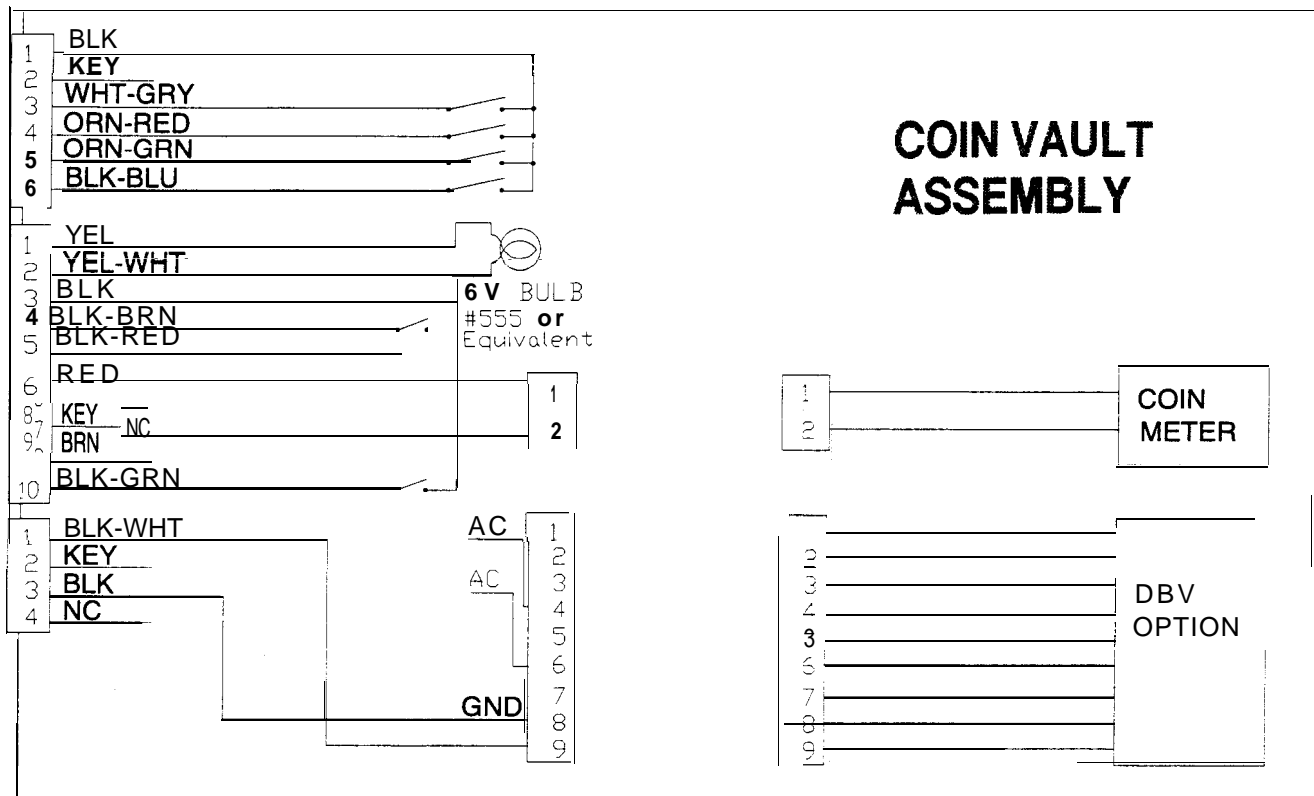 1 BLK
2 KEY
3 WHT-GRY
4 ORN-RED
5 ORN-GRN
6 BLK-BLU
COIN VAULT
ASSEMBLY
1 YEL
2 YEL-WHT
3 BLK
4 BLK-BRN
5 BLK-RED
6 RED
8 KEY
7 NC
9 BRN
10 BLK-GRN
6 V BULB
#555 or
Equivalent
1
2
1
2
COIN
METER
1 BLK-WHT
2 KEY
3 BLK
4 NC
AC
AC
GND
1
2
3
4
5
6
7
8
9
2
3
4
3
6
7
8
9
DBV
OPTION